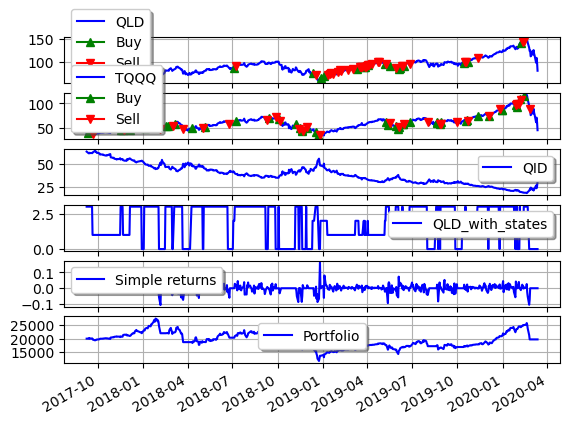 QLD
Buy
Sell
150
100
TQQQ
Buy
Sell
100
50
QID
50
25
QLD_with_states
2.5
0.0
Simple returns
0.1
0.0
−0.1
Portfolio
25000
20000
15000
2017-10
2018-01
2018-04
2018-07
2018-10
2019-01
2019-04
2019-07
2019-10
2020-01
2020-04